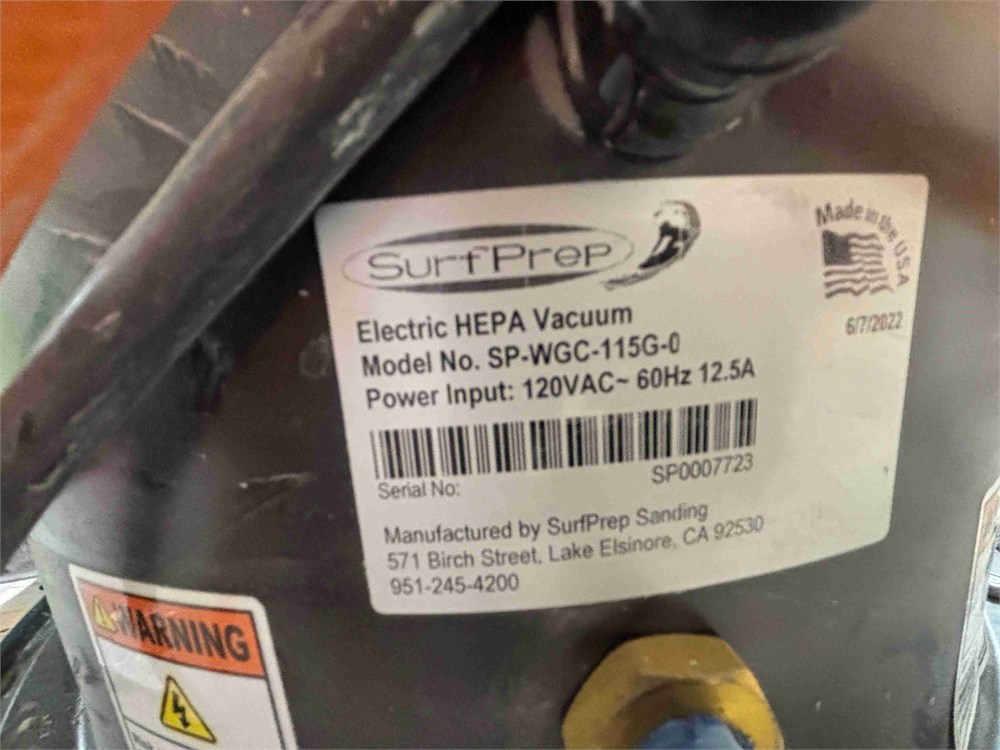 SurfPrep
Made in the USA
6/7/2022
Electric HEPA Vacuum
Model No. SP-WGC-115G-0
Power Input: 120VAC~ 60Hz 12.5A
SP0007723
Serial No:
Manufactured by SurfPrep Sanding
571 Birch Street, Lake Elsinore, CA 92530
951-245-4200
WARNING